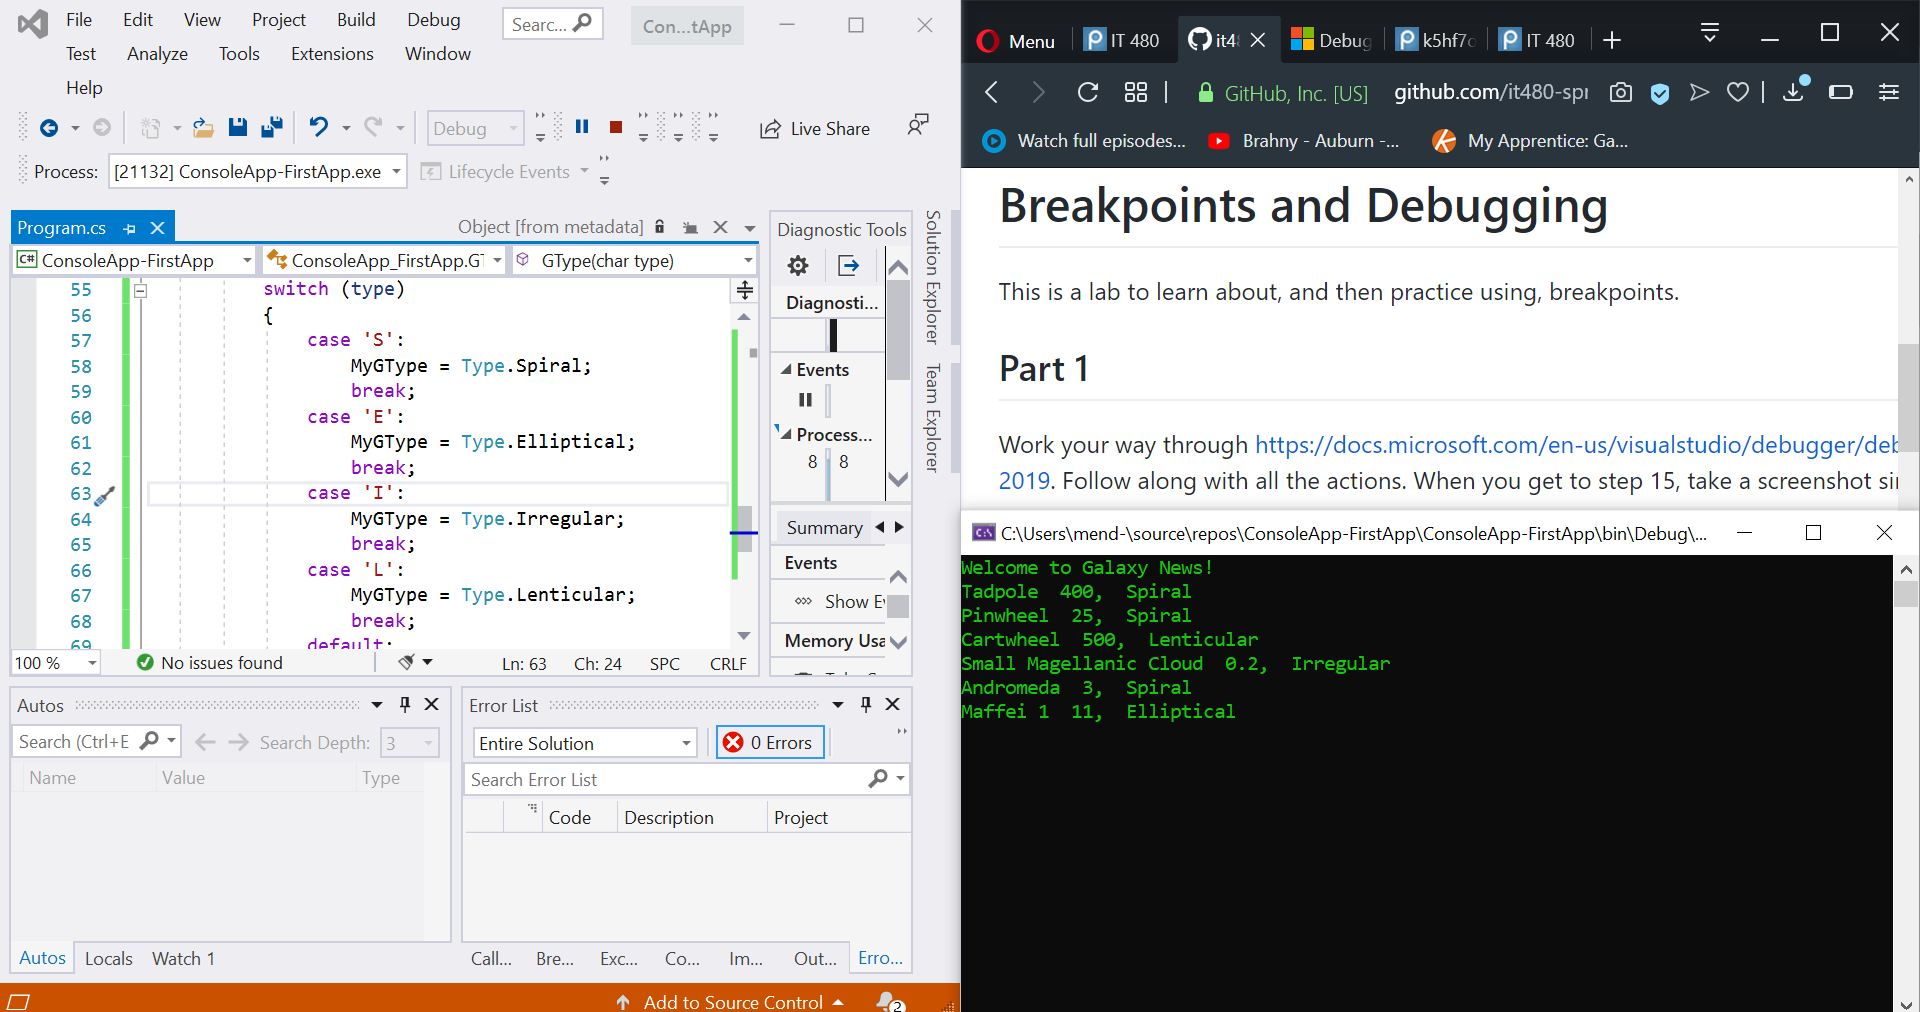 File Edit View Project Build Debug Searc... Con...tApp
Test Analyze Tools Extensions Window
Help
Debug Live Share
Process: [21132] ConsoleApp-FirstApp.exe Lifecycle Events
Program.cs Object [from metadata]
C# ConsoleApp-FirstApp ConsoleApp_FirstApp.GT GType(char type)
55 switch (type)
56 {
57 case 'S':
58 MyGType = Type.Spiral;
59 break;
60 case 'E':
61 MyGType = Type.Elliptical;
62 break;
63 case 'I':
64 MyGType = Type.Irregular;
65 break;
66 case 'L':
67 MyGType = Type.Lenticular;
68 break;
69 default:
100 % No issues found Ln: 63 Ch: 24 SPC CRLF
Diagnostic Tools
Diagnosti...
Events
Process...
8 8
Summary
Events
Show Ev
Memory Usa
Solution Explorer
Team Explorer
Autos
Search (Ctrl+E Search Depth: 3
Name Value Type
Autos Locals Watch 1
Error List
Entire Solution 0 Errors
Search Error List
Code Description Project
Call... Bre... Exc... Co... Im... Out... Erro...
Add to Source Control 2
Menu IT 480 it4 Debug k5hf7 IT 480
GitHub, Inc. [US] github.com/it480-spr
Watch full episodes... Brahny - Auburn -... My Apprentice: Ga...
Breakpoints and Debugging
This is a lab to learn about, and then practice using, breakpoints.
Part 1
Work your way through https://docs.microsoft.com/en-us/visualstudio/debugger/deb
2019. Follow along with all the actions. When you get to step 15, take a screenshot sin
C:\Users\mend-\source\repos\ConsoleApp-FirstApp\ConsoleApp-FirstApp\bin\Debug\...
Welcome to Galaxy News!
Tadpole 400, Spiral
Pinwheel 25, Spiral
Cartwheel 500, Lenticular
Small Magellanic Cloud 0.2, Irregular
Andromeda 3, Spiral
Maffei 1 11, Elliptical